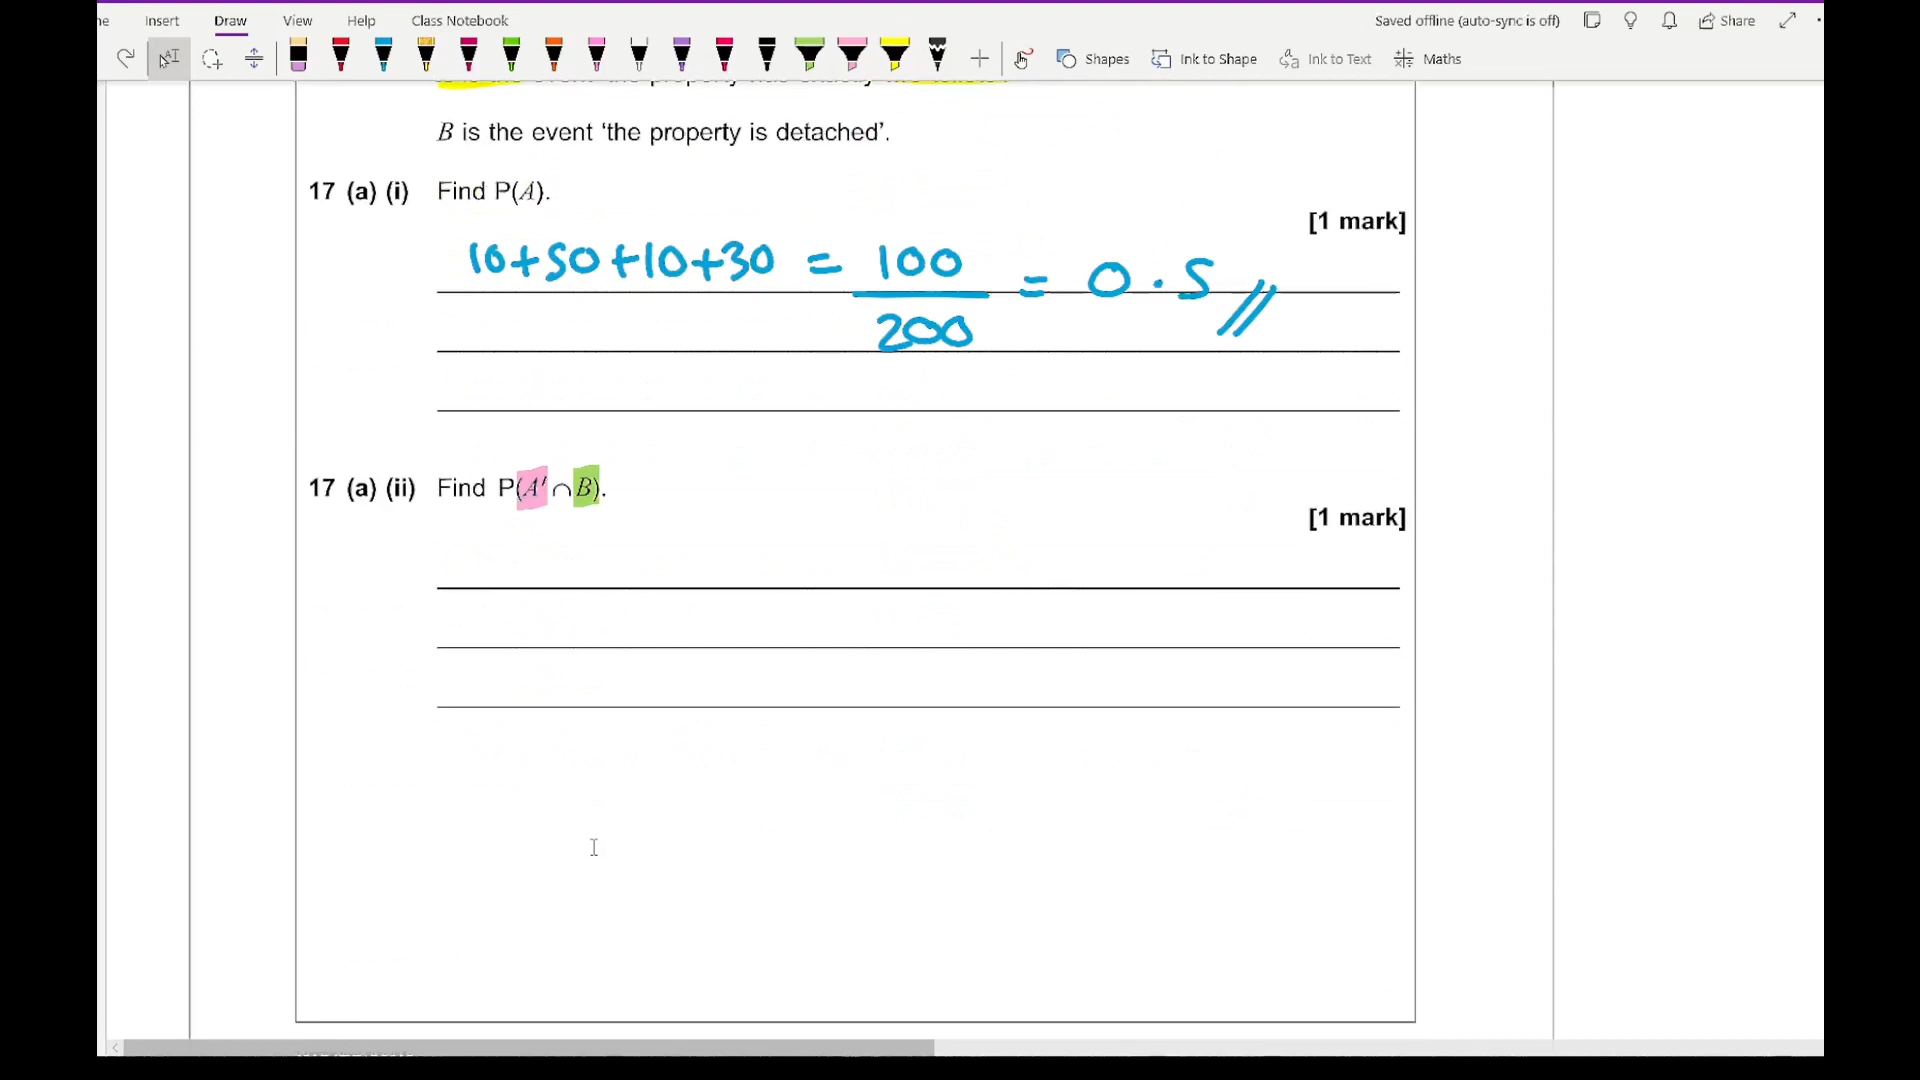 Insert Draw View Help Class Notebook Saved offline (auto-sync is off) Share
Shapes Ink to Shape Ink to Text Maths
B is the event ‘the property is detached’.
17 (a) (i) Find P(A).
[1 mark]
10+50+10+30 = 100/200 = 0.5
17 (a) (ii) Find P(A′∩B).
[1 mark]